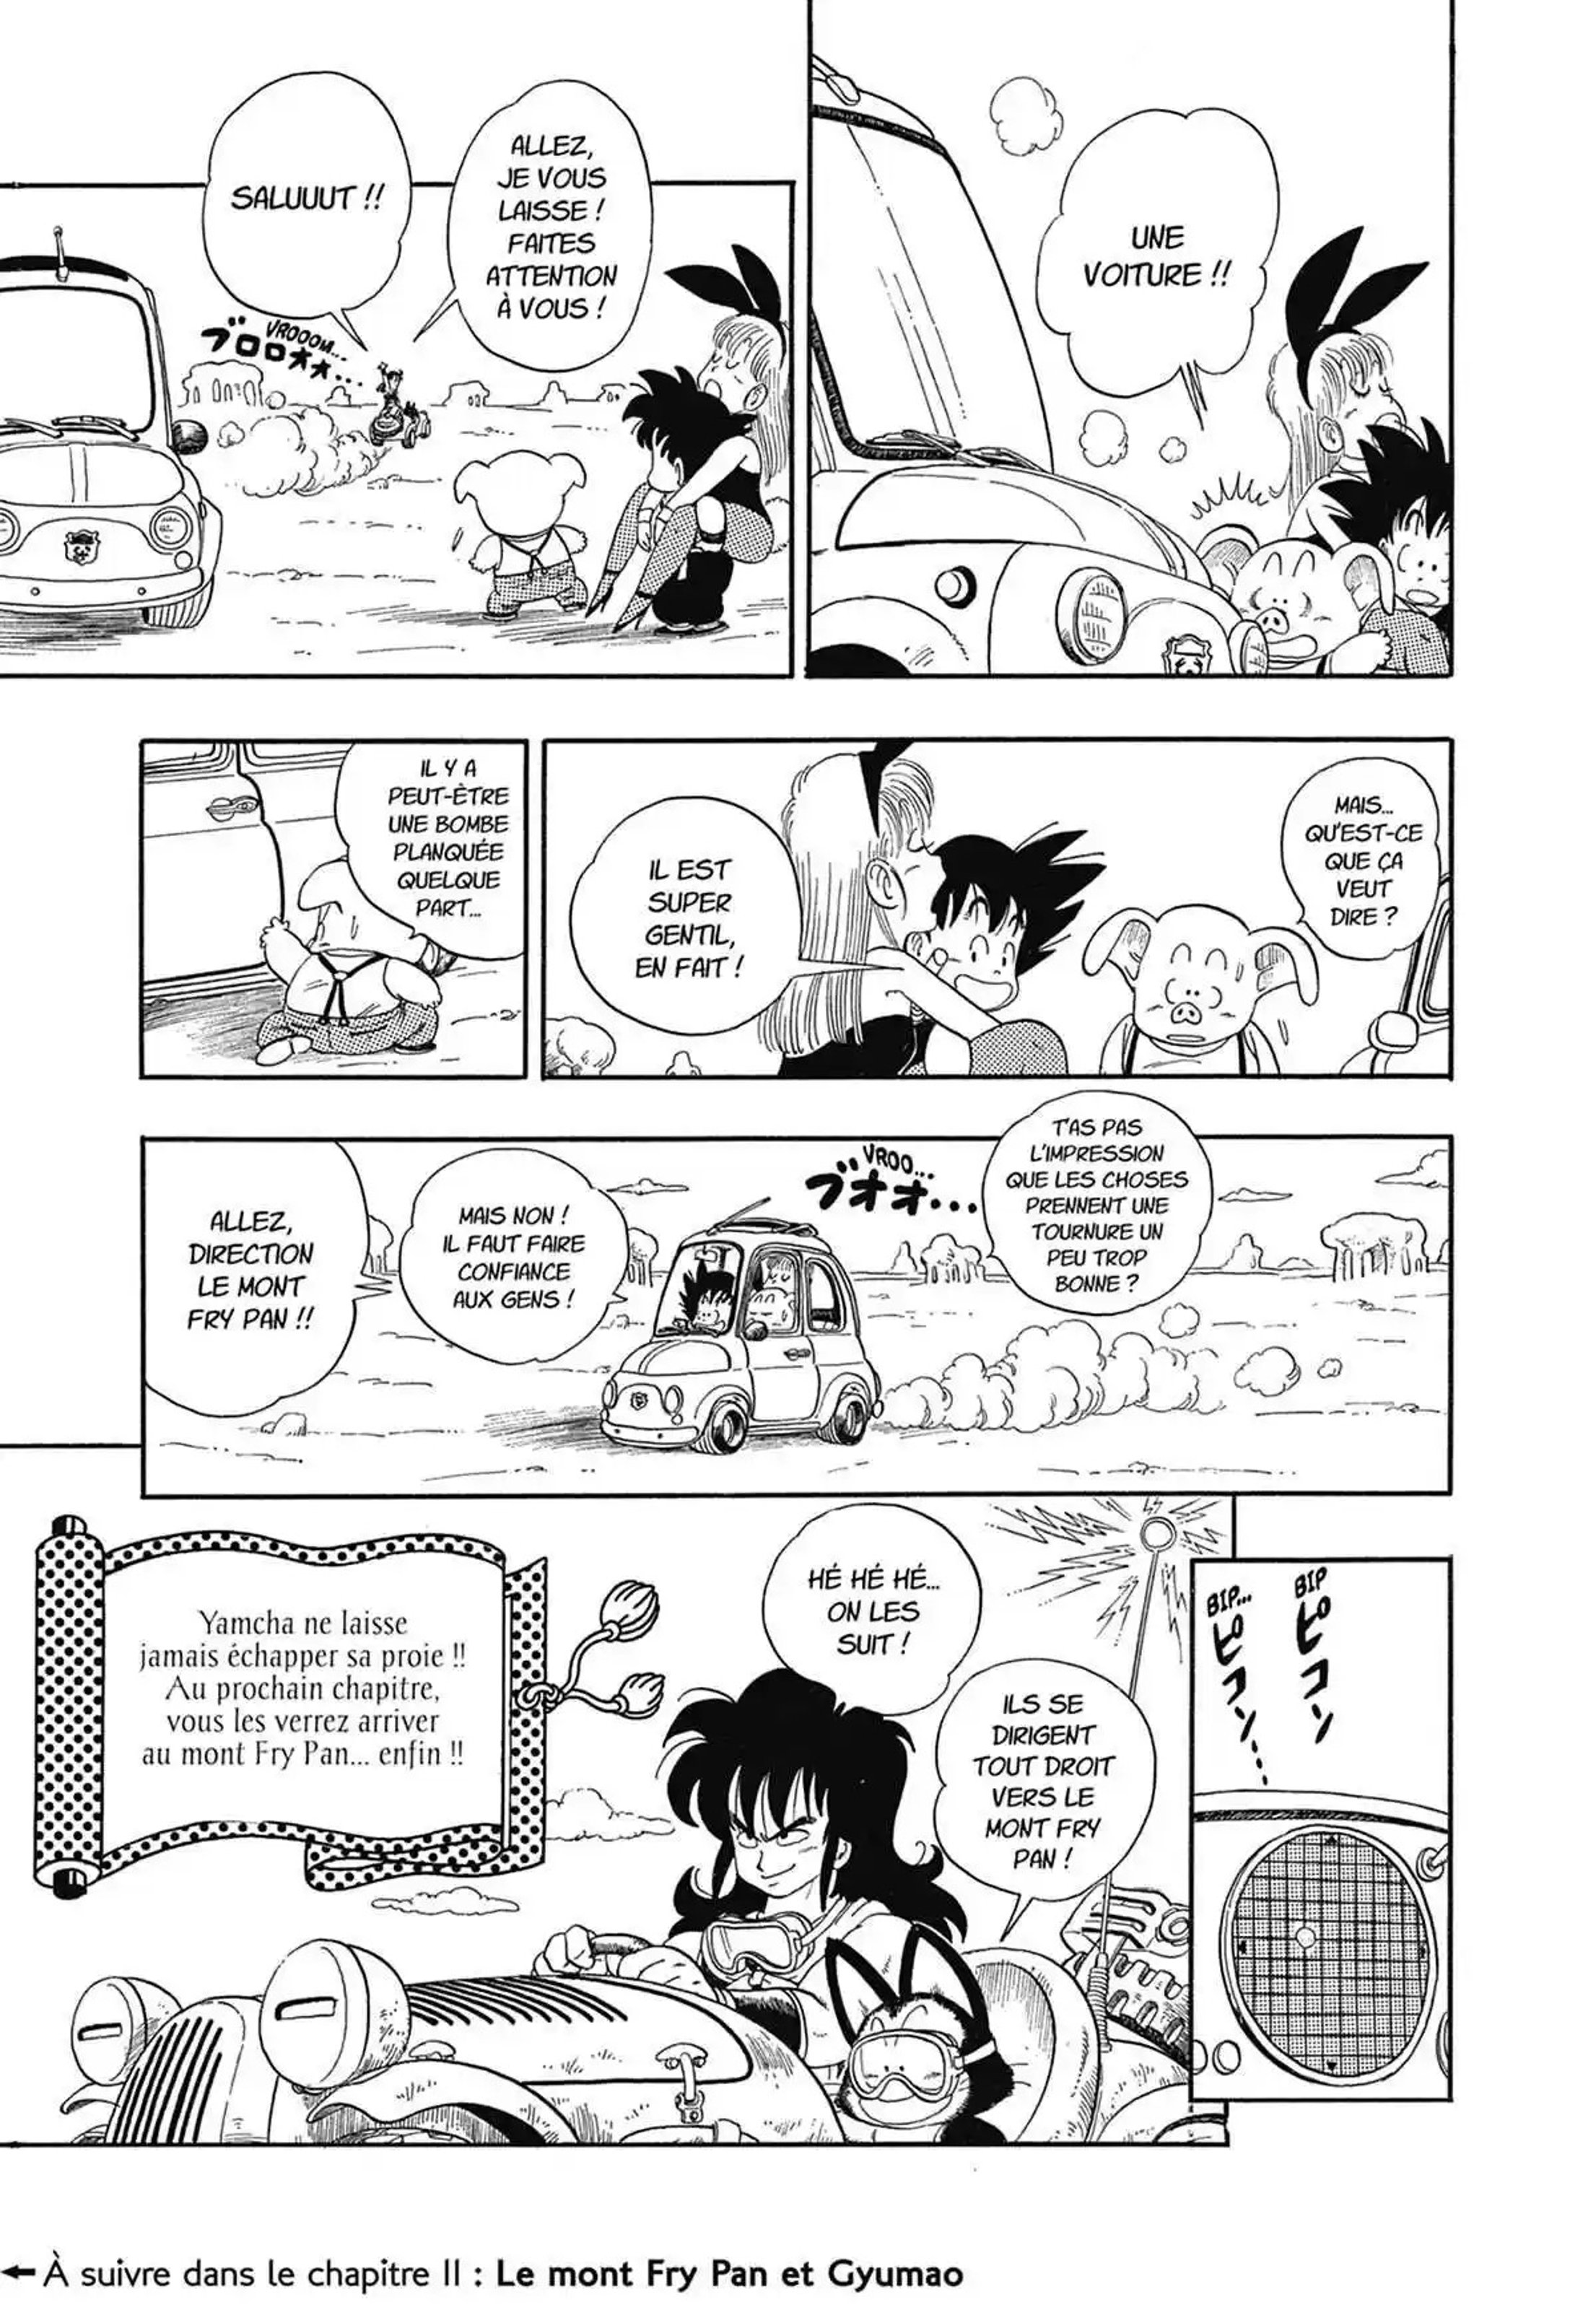 UNE
VOITURE !!
ALLEZ,
JE VOUS
LAISSE !
FAITES
ATTENTION
À VOUS !
SALUUUT !!
VROOOM...
ブロロオオ...
MAIS...
QU'EST-CE
QUE ÇA
VEUT
DIRE ?
IL EST
SUPER
GENTIL,
EN FAIT !
IL Y A
PEUT-ÊTRE
UNE BOMBE
PLANQUÉE
QUELQUE
PART...
T'AS PAS
L'IMPRESSION
QUE LES CHOSES
PRENNENT UNE
TOURNURE UN
PEU TROP
BONNE ?
VROO...
ブオオ...
MAIS NON !
IL FAUT FAIRE
CONFIANCE
AUX GENS !
ALLEZ,
DIRECTION
LE MONT
FRY PAN !!
BIP
ピコン
BIP...
ピコン...
HÉ HÉ HÉ...
ON LES
SUIT !
ILS SE
DIRIGENT
TOUT DROIT
VERS LE
MONT FRY
PAN !
Yamcha ne laisse
jamais échapper sa proie !!
Au prochain chapitre,
vous les verrez arriver
au mont Fry Pan... enfin !!
À suivre dans le chapitre 11 : Le mont Fry Pan et Gyumao